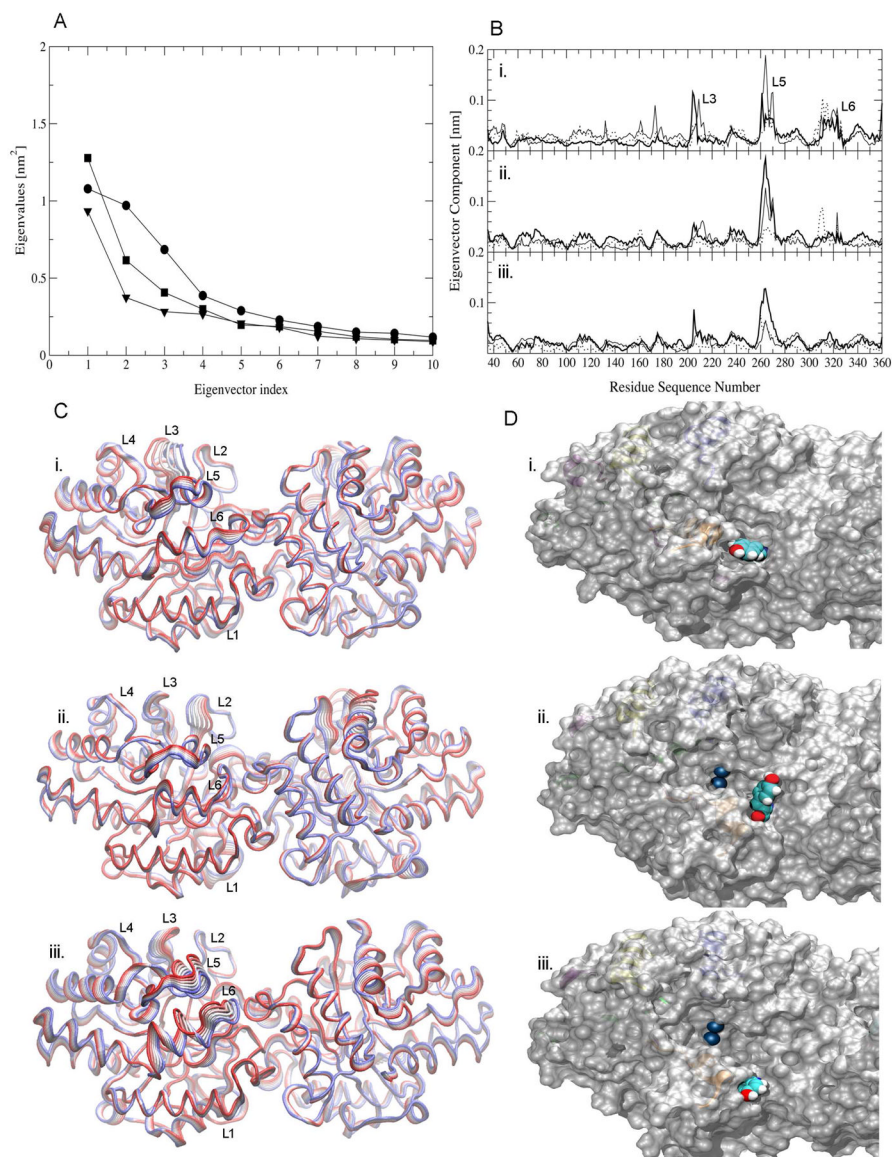 A
2
1.5
1
0.5
0
Eigenvalues [nm²]
0 1 2 3 4 5 6 7 8 9 10
Eigenvector index
B
0.2
i.
L5
0.1
L3
L6
0.2
ii.
0.1
0.2
iii.
0.1
Eigenvector Component [nm]
40 60 80 100 120 140 160 180 200 220 240 260 280 300 320 340 360
Residue Sequence Number
C
i.
L4
L3
L2
L5
L6
L1
ii.
L4
L3
L2
L5
L6
L1
iii.
L4
L3
L2
L5
L6
L1
D
i.
ii.
iii.